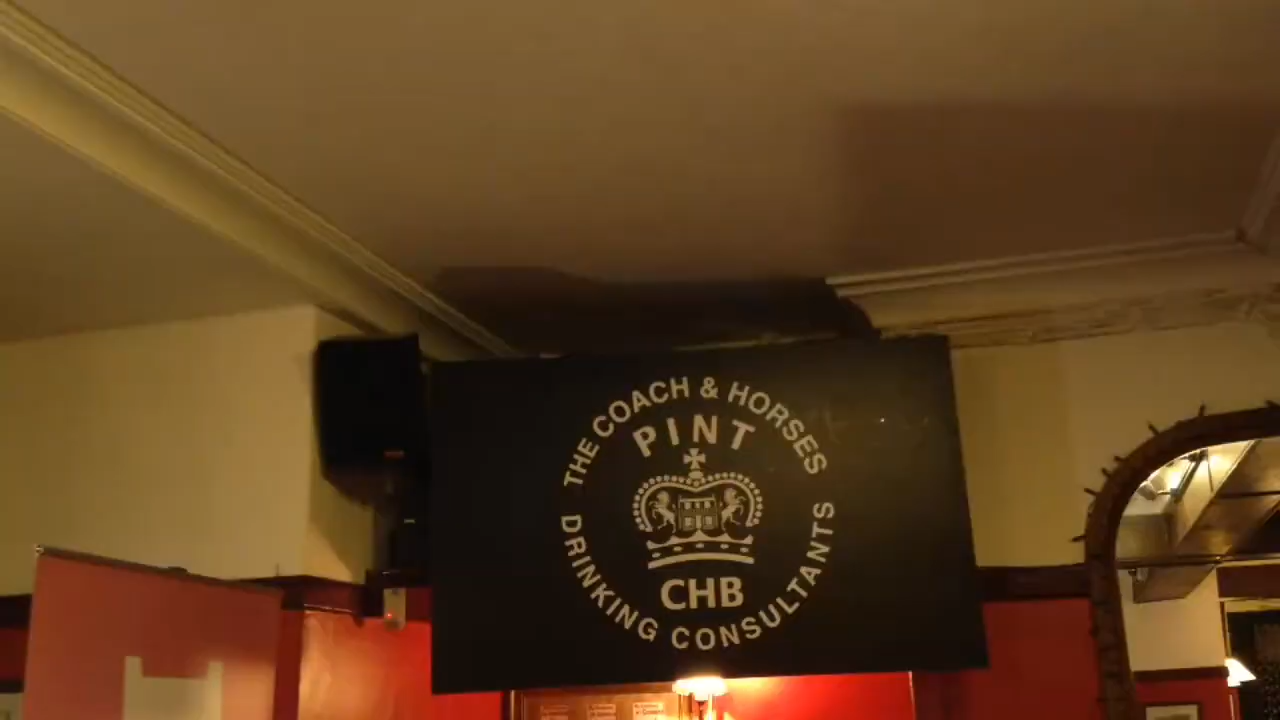 THE COACH & HORSES
PINT
CHB
DRINKING CONSULTANTS